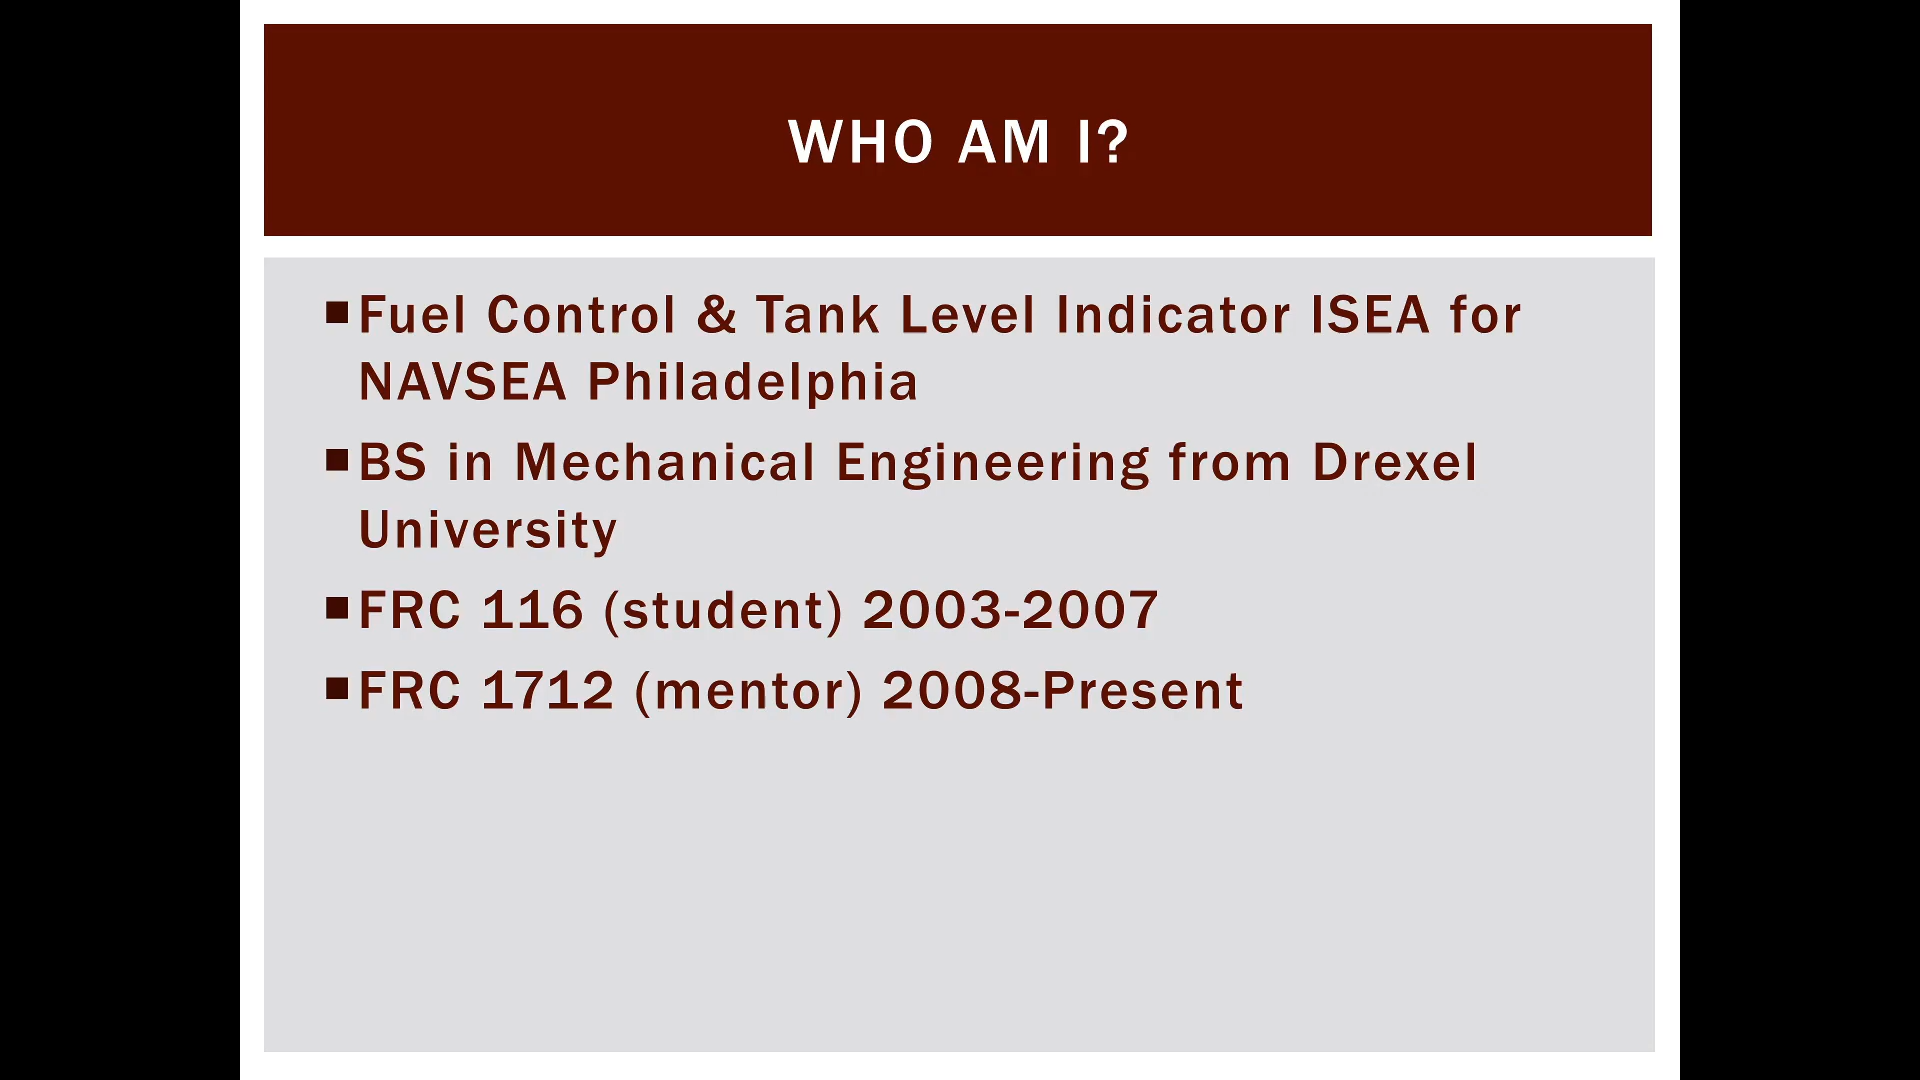 WHO AM I?
Fuel Control & Tank Level Indicator ISEA for
NAVSEA Philadelphia
BS in Mechanical Engineering from Drexel
University
FRC 116 (student) 2003-2007
FRC 1712 (mentor) 2008-Present